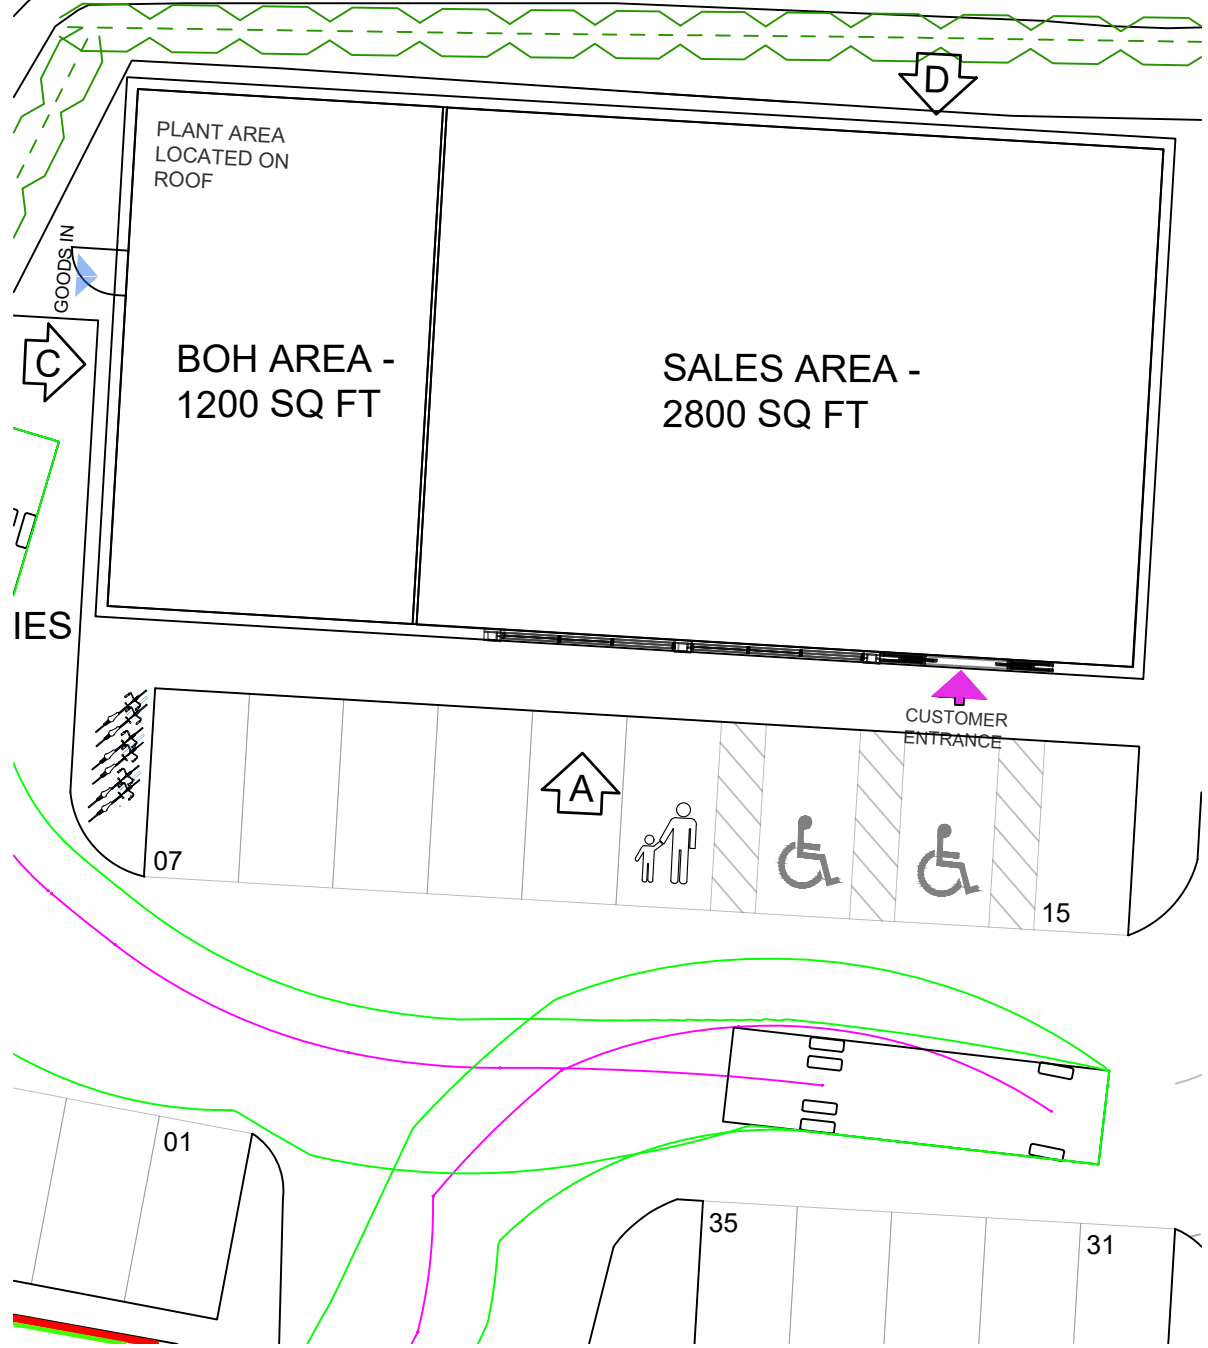 D
PLANT AREA
LOCATED ON
ROOF
GOODS IN
C
BOH AREA -
1200 SQ FT
SALES AREA -
2800 SQ FT
IES
CUSTOMER
ENTRANCE
A
07
15
01
35
31